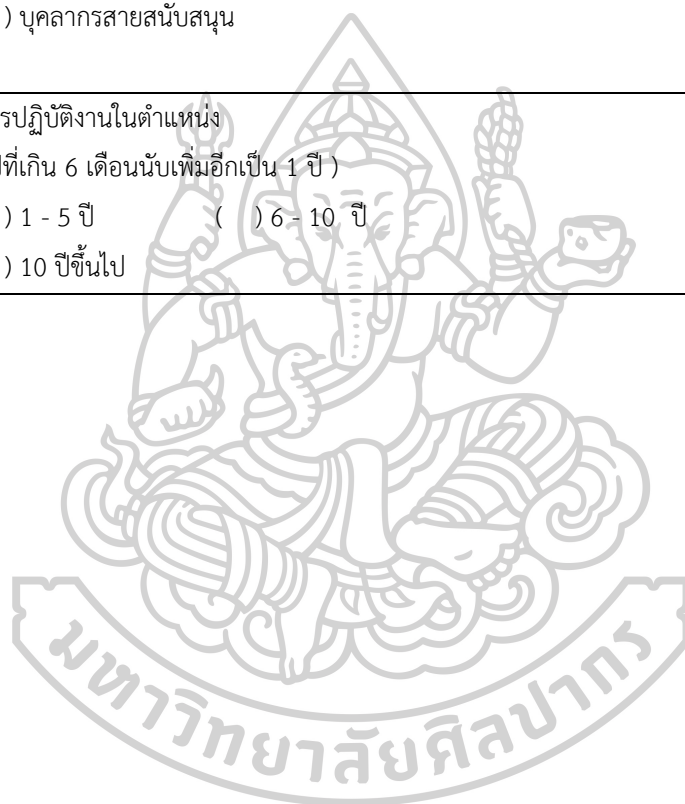 ) บุคลากรสายสนับสนุน
รปฏิบัติงานในตำแหน่ง
ที่เกิน 6 เดือนนับเพิ่มอีกเป็น 1 ปี )
) 1 - 5 ปี ( ) 6 - 10 ปี
) 10 ปีขึ้นไป
มหาวิทยาลัยศิลปากร